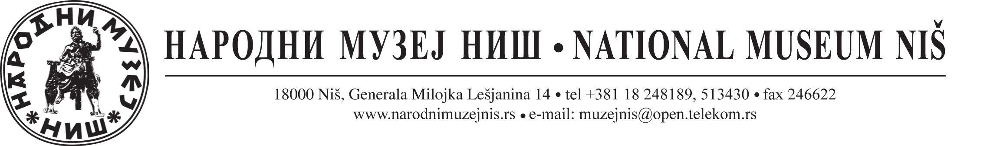 НАРОДНИ МУЗЕЈ
* НИШ *
НАРОДНИ МУЗЕЈ НИШ • NATIONAL MUSEUM NIŠ
18000 Niš, Generala Milojka Lešjanina 14 • tel +381 18 248189, 513430 • fax 246622
www.narodnimuzejnis.rs • e-mail: muzejnis@open.telekom.rs